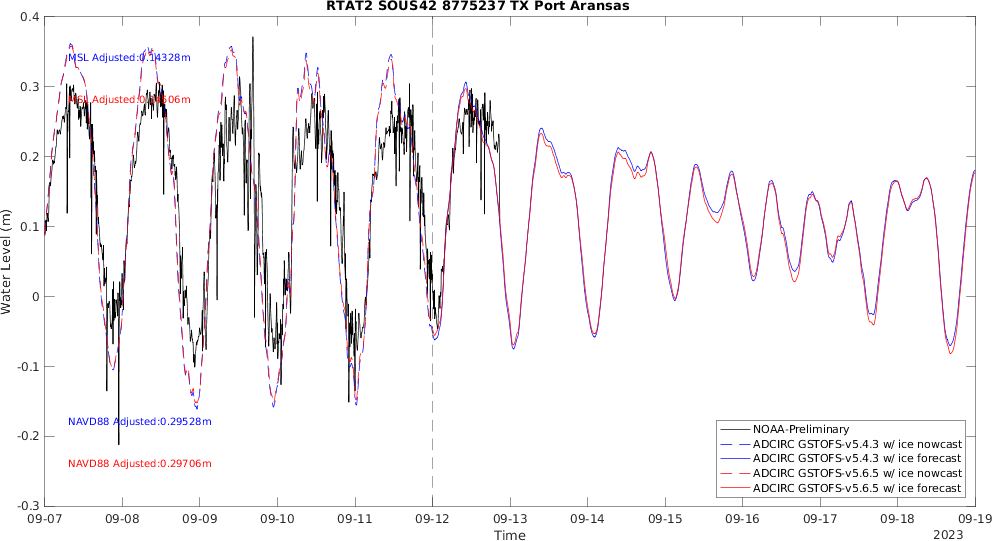 RTAT2 SOUS42 8775237 TX Port Aransas
0.4
0.3
0.2
0.1
0
-0.1
-0.2
-0.3
Water Level (m)
MSL Adjusted:0.14328m
Adjusted:
NAVD88 Adjusted:0.29528m
NAVD88 Adjusted:0.29706m
NOAA-Preliminary
ADCIRC GSTOFS-v5.4.3 w/ ice nowcast
ADCIRC GSTOFS-v5.4.3 w/ ice forecast
ADCIRC GSTOFS-v5.6.5 w/ ice nowcast
ADCIRC GSTOFS-v5.6.5 w/ ice forecast
09-07 09-08 09-09 09-10 09-11 09-12 09-13 09-14 09-15 09-16 09-17 09-18 09-19
Time
2023